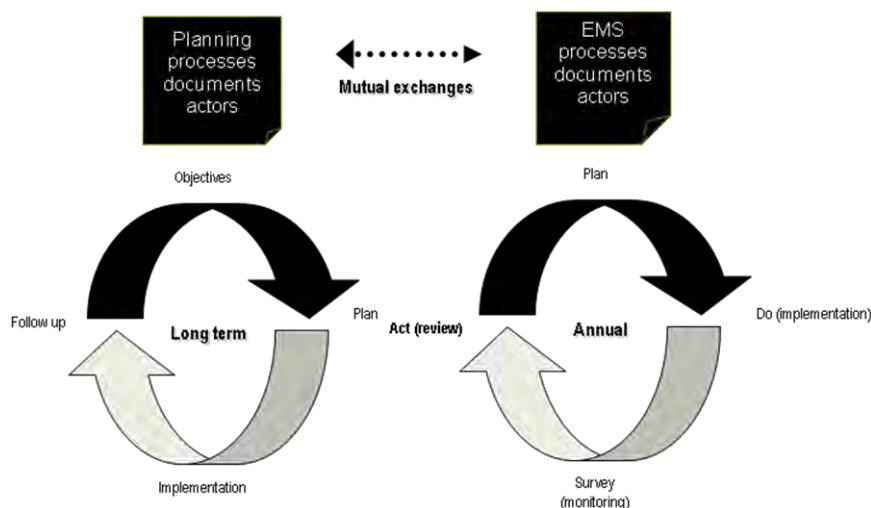 Planning
processes
documents
actors
Mutual exchanges
EMS
processes
documents
actors
Objectives
Follow up
Long term
Plan
Implementation
Plan
Act (review)
Annual
Do (implementation)
Survey
(monitoring)